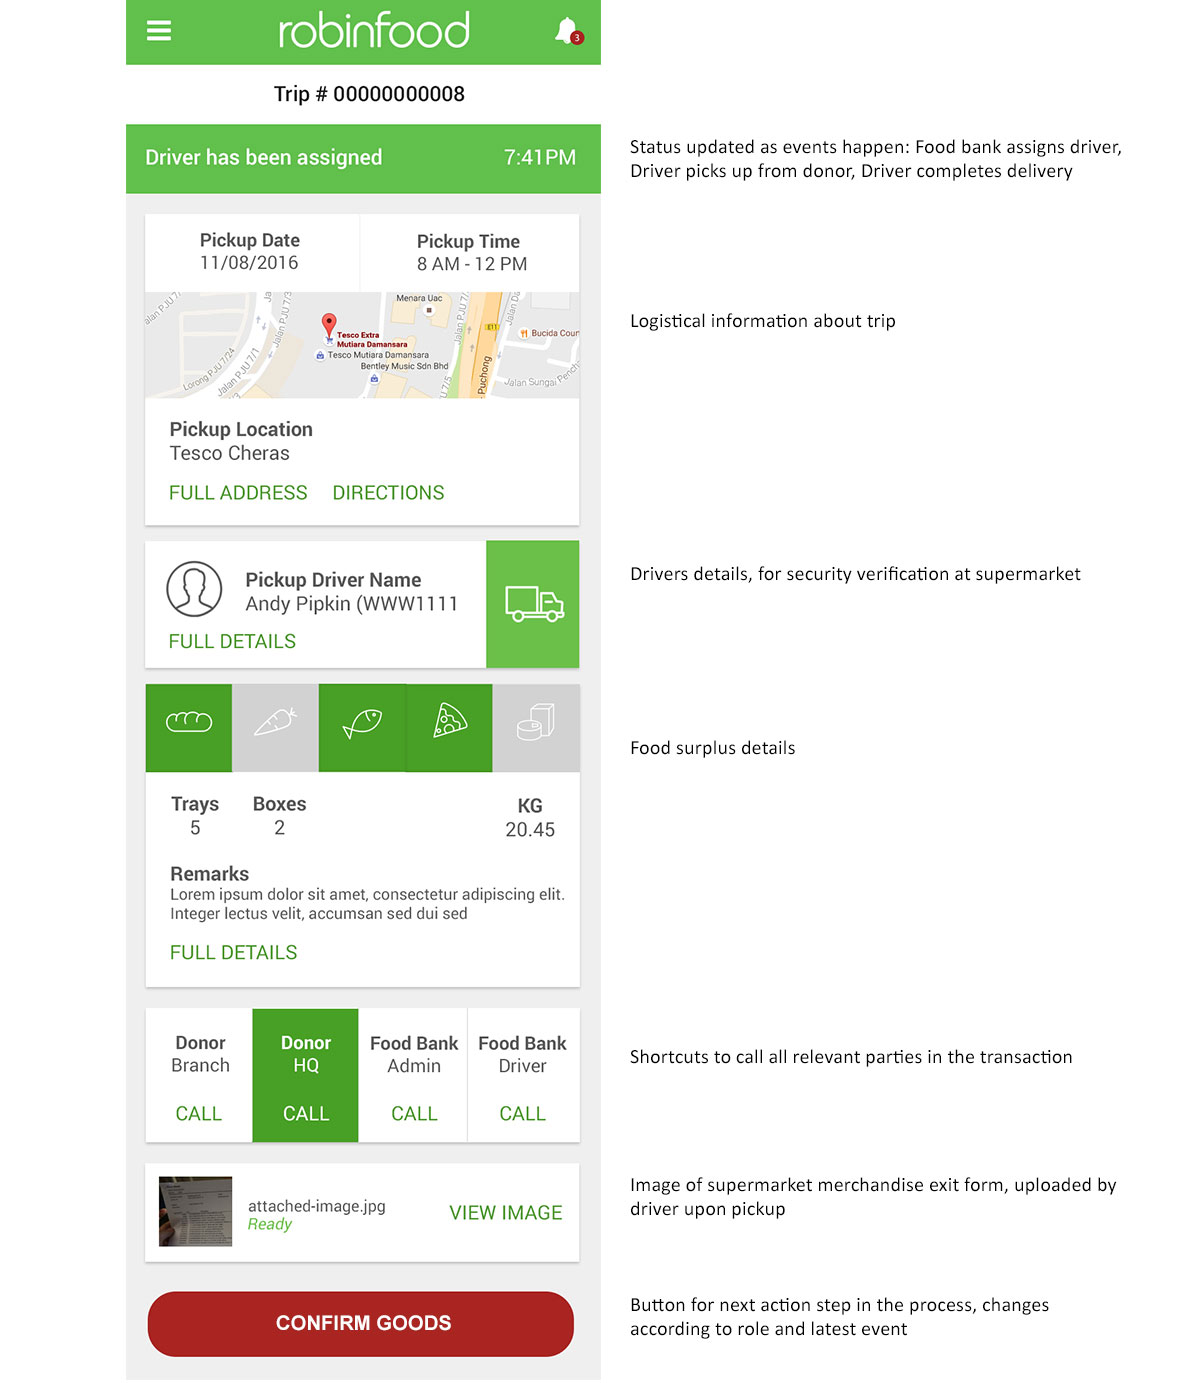 robinfood
3
Trip # 00000000008
Driver has been assigned 7:41PM
Status updated as events happen: Food bank assigns driver,
Driver picks up from donor, Driver completes delivery
Pickup Date
11/08/2016
Pickup Time
8 AM - 12 PM
Logistical information about trip
Jalan PJU 7/3
Menara Uac
Tesco Extra
Mutiara Damansara
Tesco Mutiara Damansara
Bentley Music Sdn Bhd
E11
Bucida Coun
Lorong PJU 7/24
Jalan PJU 7/1
JU 7/5
Puchong
Jalan Sungai Pench
Pickup Location
Tesco Cheras
FULL ADDRESS DIRECTIONS
Pickup Driver Name
Andy Pipkin (WWW1111
FULL DETAILS
Drivers details, for security verification at supermarket
Food surplus details
Trays
5
Boxes
2
KG
20.45
Remarks
Lorem ipsum dolor sit amet, consectetur adipiscing elit.
Integer lectus velit, accumsan sed dui sed
FULL DETAILS
Donor
Branch
CALL
Donor
HQ
CALL
Food Bank
Admin
CALL
Food Bank
Driver
CALL
Shortcuts to call all relevant parties in the transaction
attached-image.jpg
Ready
VIEW IMAGE
Image of supermarket merchandise exit form, uploaded by
driver upon pickup
CONFIRM GOODS
Button for next action step in the process, changes
according to role and latest event